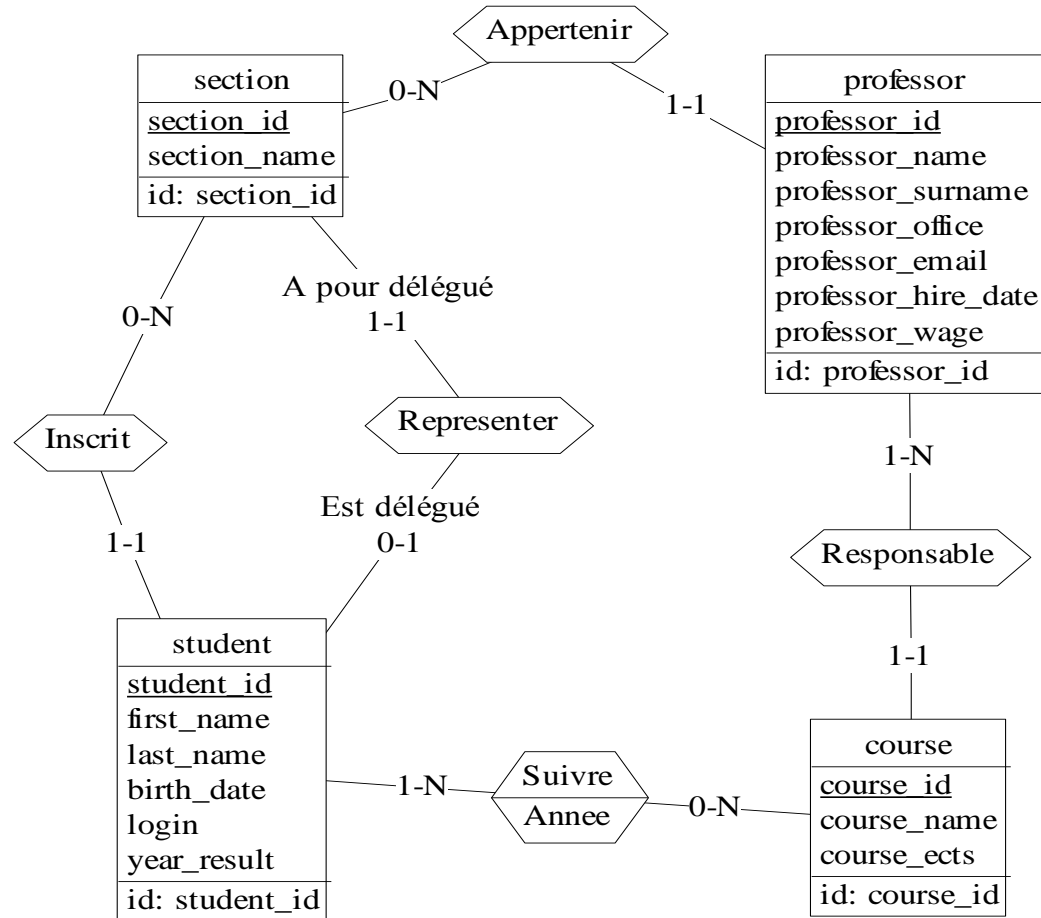 Appertenir
section
section_id
section_name
id: section_id
0-N
1-1
professor
professor_id
professor_name
professor_surname
professor_office
professor_email
professor_hire_date
professor_wage
id: professor_id
0-N
A pour délégué
1-1
Inscrit
Representer
1-N
1-1
Est délégué
0-1
Responsable
1-1
student
student_id
first_name
last_name
birth_date
login
year_result
id: student_id
1-N
Suivre
Annee
0-N
course
course_id
course_name
course_ects
id: course_id